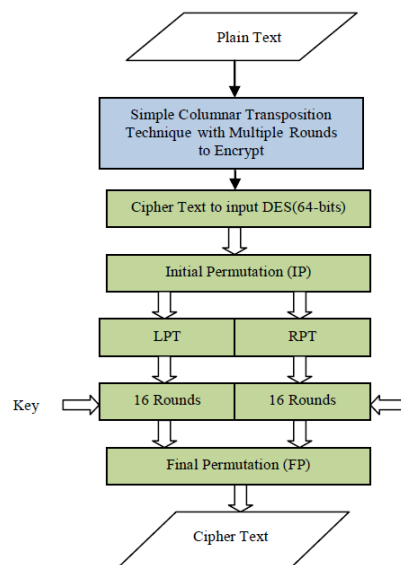 Plain Text
Simple Columnar Transposition
Technique with Multiple Rounds
to Encrypt
Cipher Text to input DES(64-bits)
Initial Permutation (IP)
LPT
RPT
Key
16 Rounds
16 Rounds
Final Permutation (FP)
Cipher Text